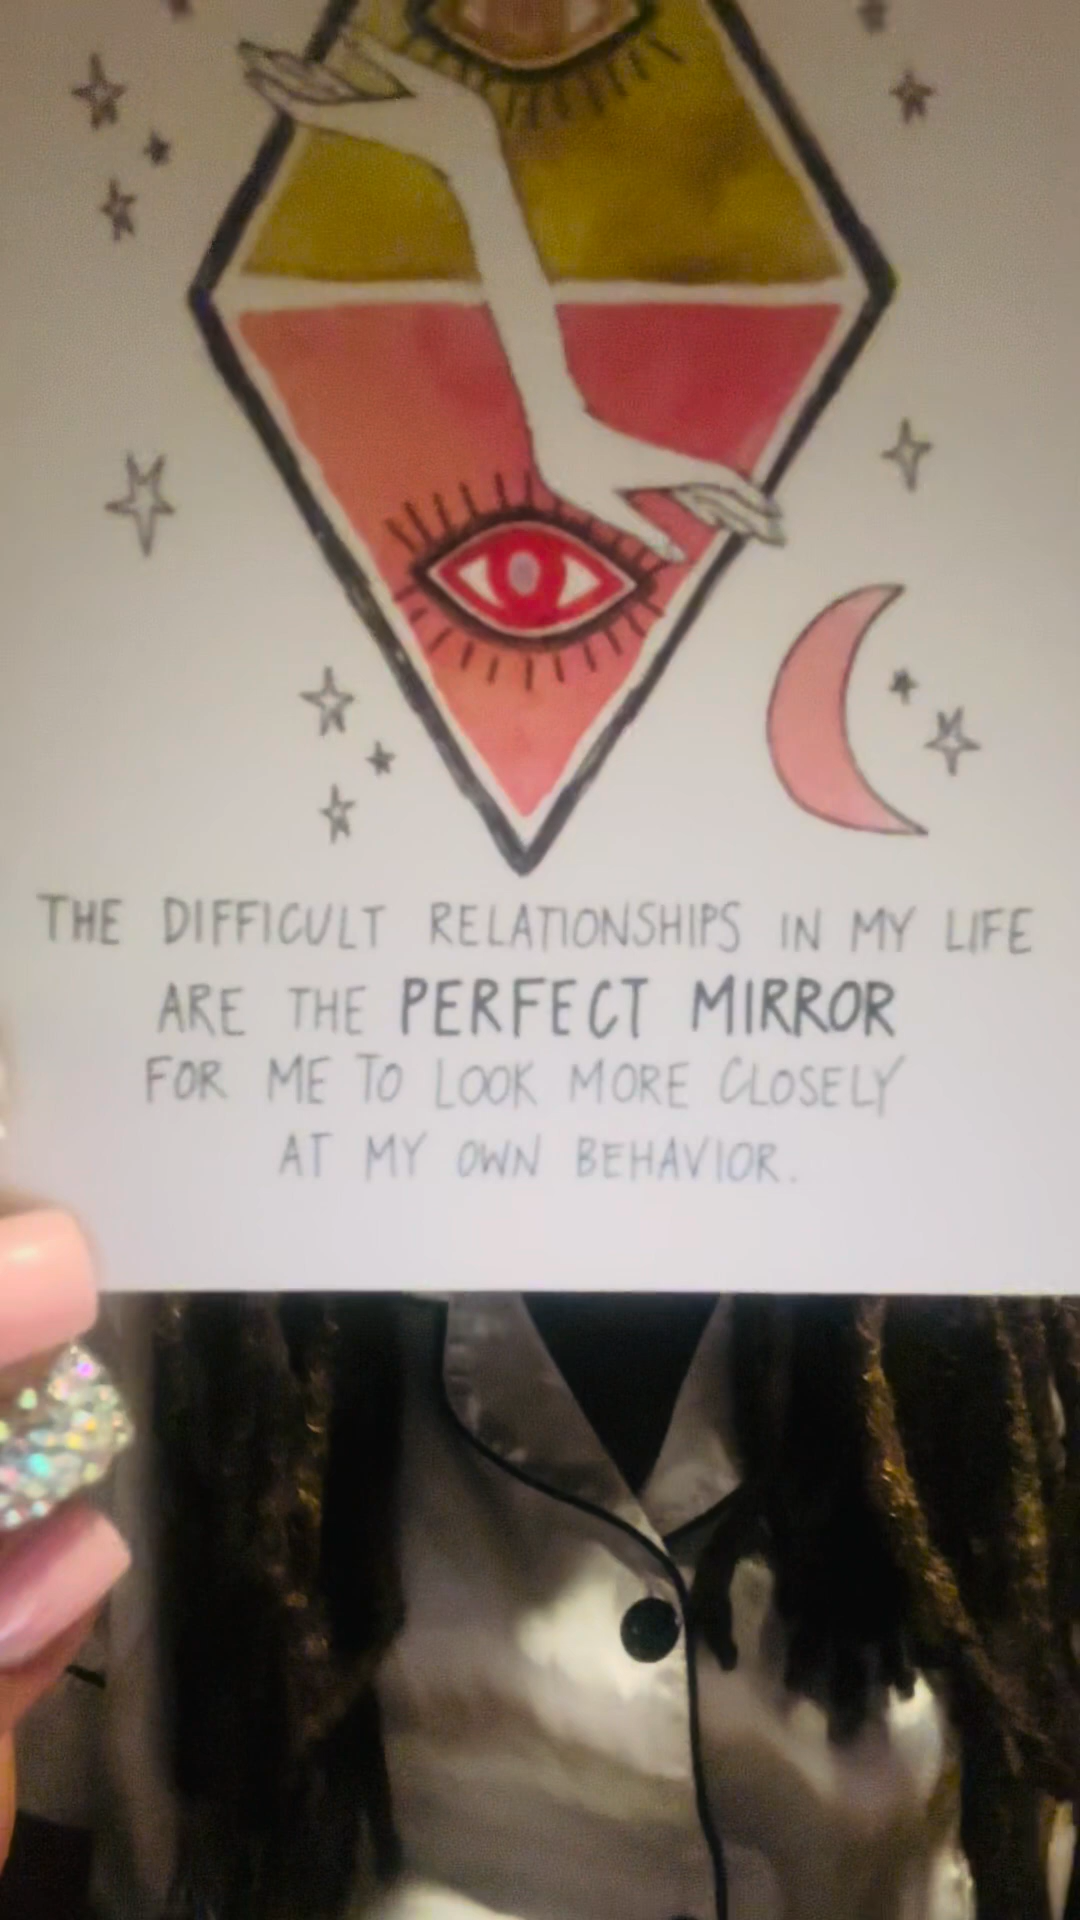 THE DIFFICULT RELATIONSHIPS IN MY LIFE
ARE THE PERFECT MIRROR
FOR ME TO LOOK MORE CLOSELY
AT MY OWN BEHAVIOR.